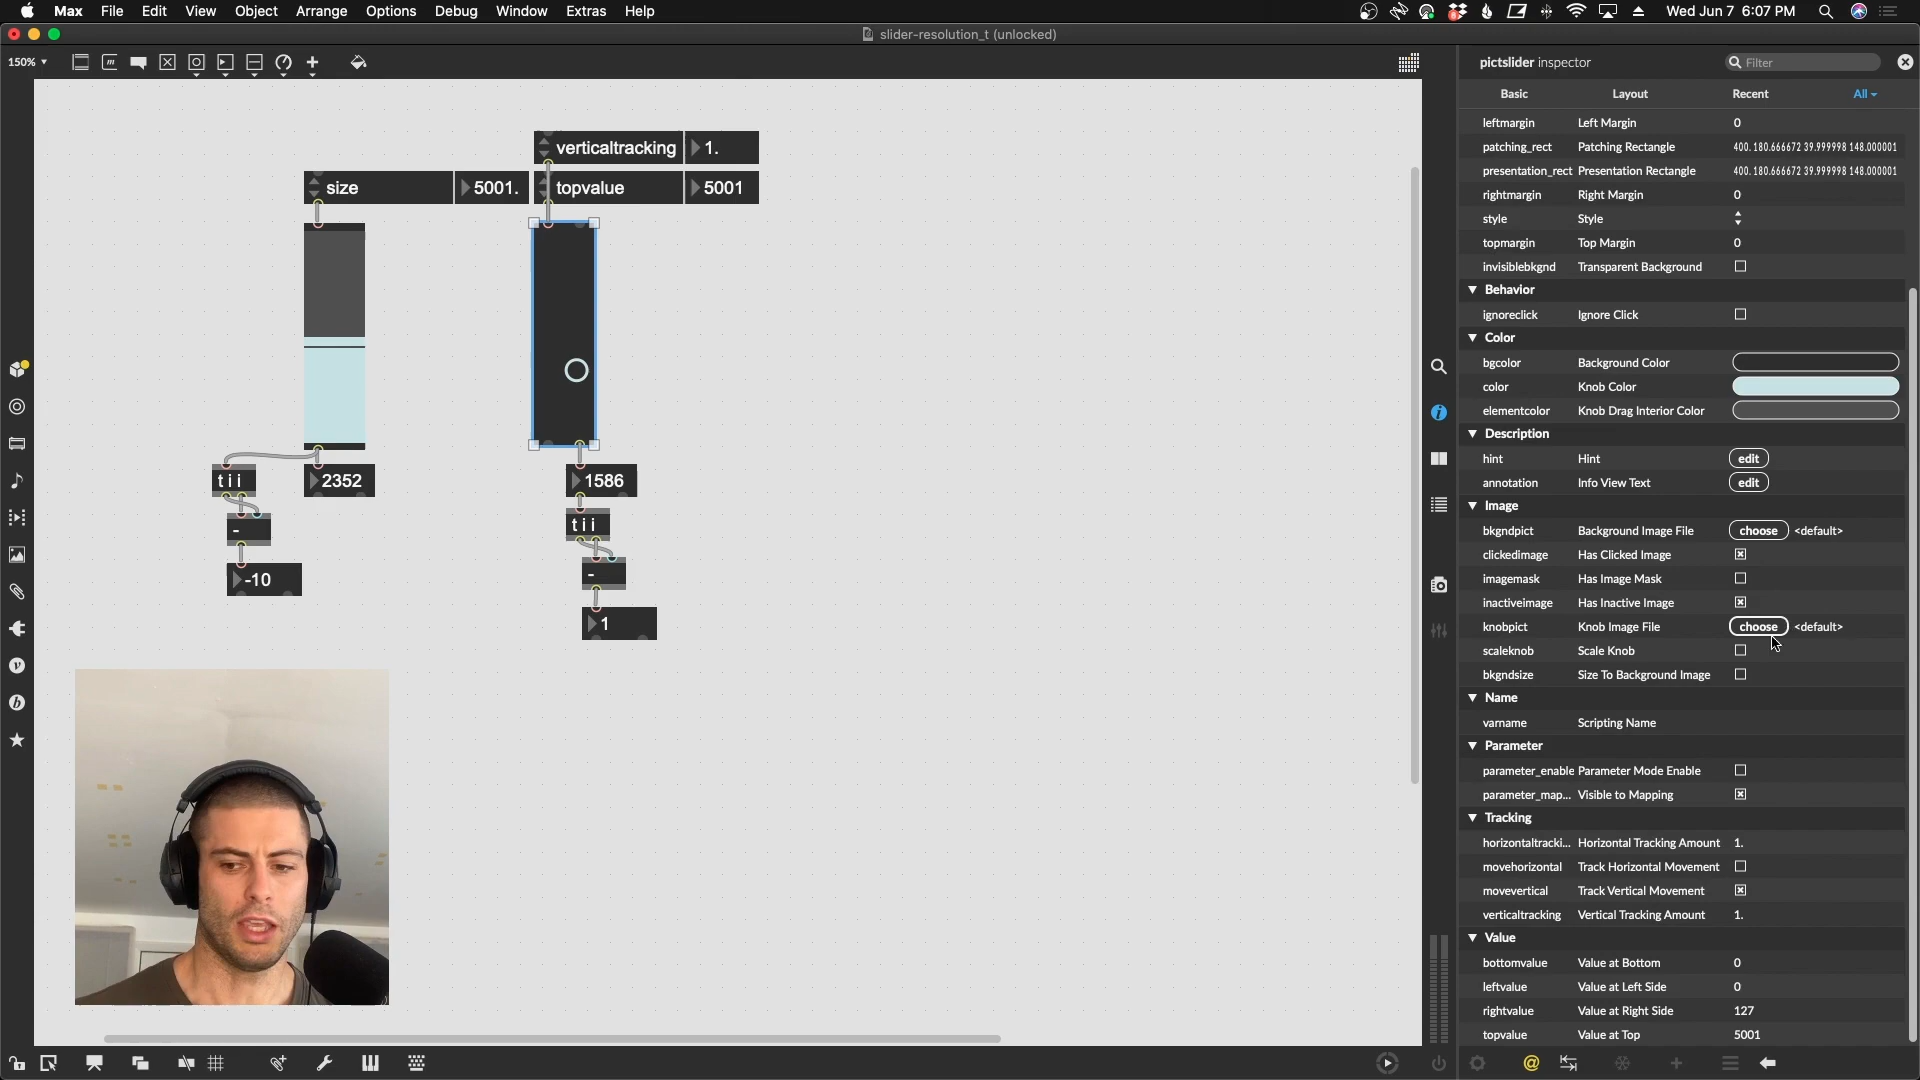 Max File Edit View Object Arrange Options Debug Window Extras Help
Wed Jun 7 6:07 PM
slider-resolution_t (unlocked)
150%
pictslider inspector
Filter
Basic Layout Recent All
verticaltracking 1.
size 5001. topvalue 5001
t i i 2352
-
-10
1586
t i i
-
1
leftmargin Left Margin 0
patching_rect Patching Rectangle 400. 180.666672 39.999998 148.000001
presentation_rect Presentation Rectangle 400. 180.666672 39.999998 148.000001
rightmargin Right Margin 0
style Style
topmargin Top Margin 0
invisiblebkgnd Transparent Background
Behavior
ignoreclick Ignore Click
Color
bgcolor Background Color
color Knob Color
elementcolor Knob Drag Interior Color
Description
hint Hint edit
annotation Info View Text edit
Image
bkgndpict Background Image File choose <default>
clickedimage Has Clicked Image
imagemask Has Image Mask
inactiveimage Has Inactive Image
knobpict Knob Image File choose <default>
scaleknob Scale Knob
bkgndsize Size To Background Image
Name
varname Scripting Name
Parameter
parameter_enable Parameter Mode Enable
parameter_map... Visible to Mapping
Tracking
horizontaltracki... Horizontal Tracking Amount 1.
movehorizontal Track Horizontal Movement
movevertical Track Vertical Movement
verticaltracking Vertical Tracking Amount 1.
Value
bottomvalue Value at Bottom 0
leftvalue Value at Left Side 0
rightvalue Value at Right Side 127
topvalue Value at Top 5001